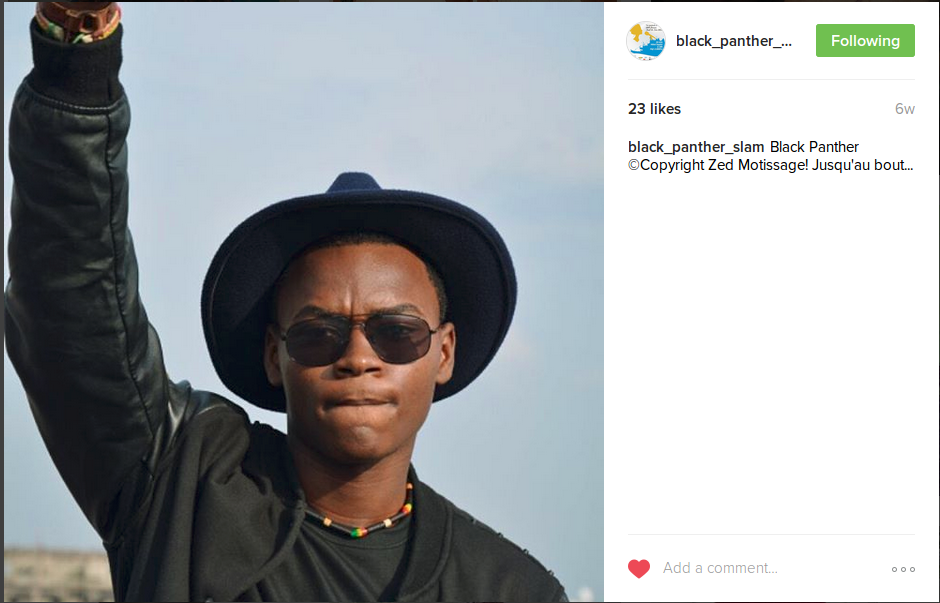 black_panther_...
Following
23 likes
6w
black_panther_slam Black Panther
©Copyright Zed Motissage! Jusqu'au bout...
Add a comment...